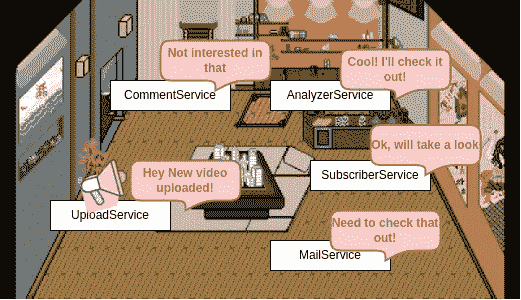 Not interested in
that
Cool! I'll check it
out!
CommentService
AnalyzerService
Ok, will take a look
Hey New video
uploaded!
SubscriberService
UploadService
Need to check that
out!
MailService